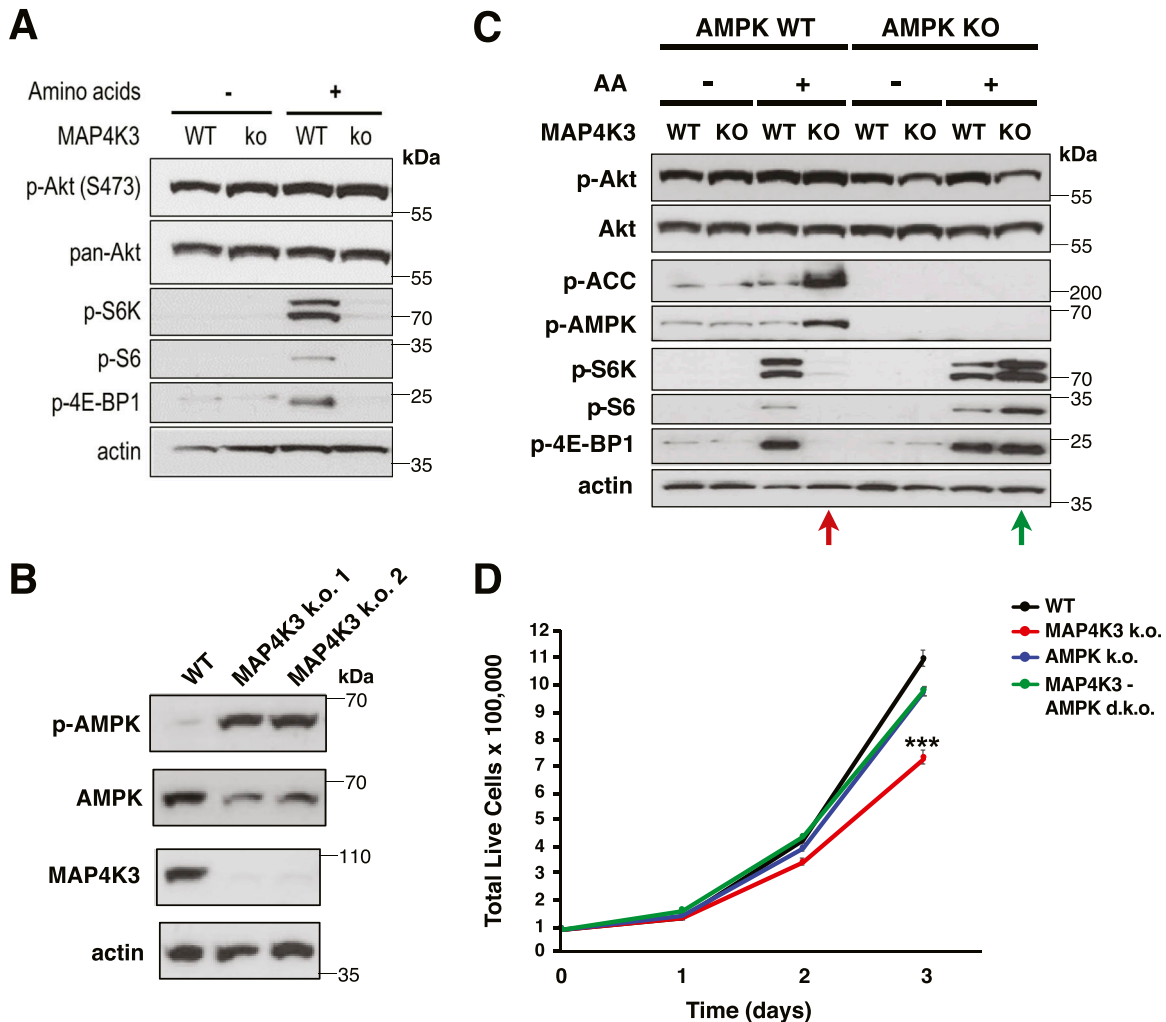 A
Amino acids - +
MAP4K3 WT ko WT ko
kDa
p-Akt (S473)
55
pan-Akt
55
p-S6K
70
p-S6
35
p-4E-BP1
25
actin
35
B
WT MAP4K3 k.o. 1 MAP4K3 k.o. 2
kDa
p-AMPK
70
AMPK
70
MAP4K3
110
actin
35
C
AMPK WT AMPK KO
AA - + - +
MAP4K3 WT KO WT KO WT KO WT KO
kDa
p-Akt
55
Akt
55
p-ACC
200
p-AMPK
70
p-S6K
70
p-S6
35
p-4E-BP1
25
actin
35
D
WT
MAP4K3 k.o.
AMPK k.o.
MAP4K3 -
AMPK d.k.o.
Total Live Cells x 100,000
12
11
10
9
8
7
6
5
4
3
2
1
0
***
0 1 2 3
Time (days)